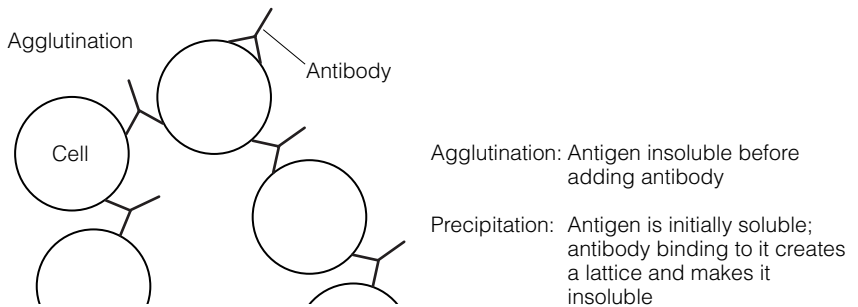 Agglutination
Antibody
Cell
Agglutination: Antigen insoluble before
adding antibody
Precipitation: Antigen is initially soluble;
antibody binding to it creates
a lattice and makes it
insoluble